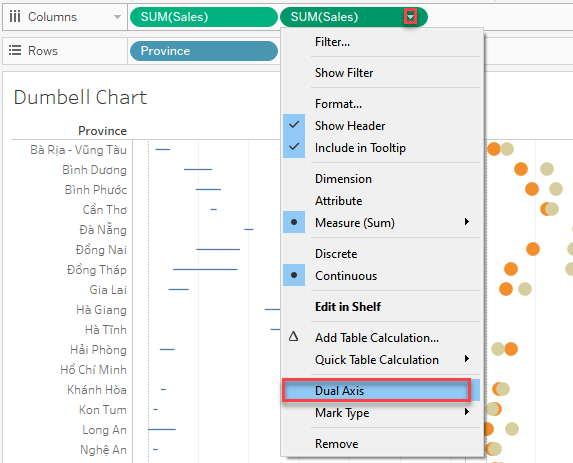 Columns SUM(Sales) SUM(Sales)
Rows Province
Filter...
Show Filter
Format...
Show Header
Include in Tooltip
Dimension
Attribute
Measure (Sum)
Discrete
Continuous
Edit in Shelf
Add Table Calculation...
Quick Table Calculation
Dual Axis
Mark Type
Remove
Dumbell Chart
Province
Bà Rịa - Vũng Tàu
Bình Dương
Bình Phước
Cần Thơ
Đà Nẵng
Đồng Nai
Đồng Tháp
Gia Lai
Hà Giang
Hà Tĩnh
Hải Phòng
Hồ Chí Minh
Khánh Hòa
Kon Tum
Long An
Nghệ An